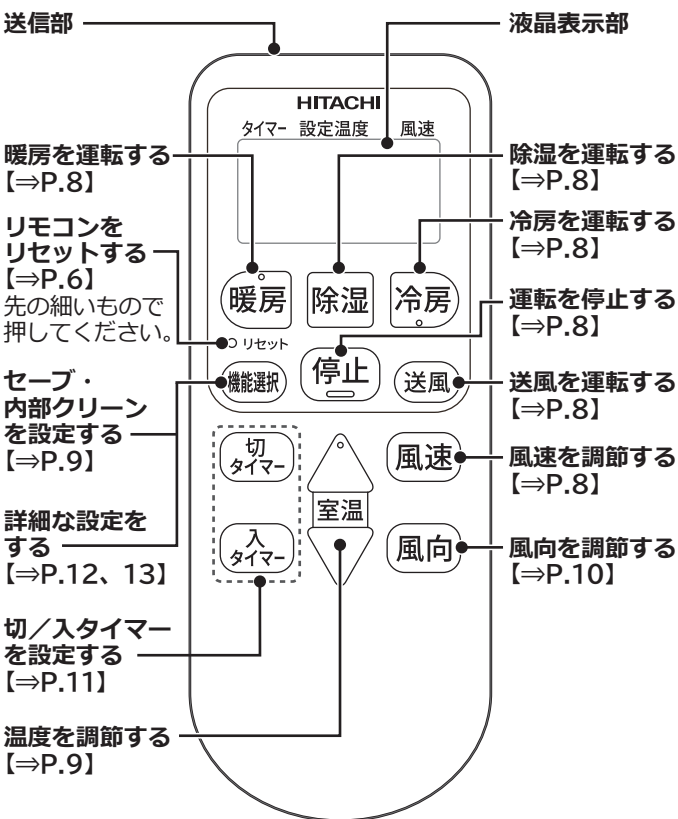 送信部
液晶表示部
HITACHI
タイマー 設定温度 風速
暖房を運転する
【⇒P.8】
リモコンを
リセットする
【⇒P.6】
先の細いもので
押してください。
セーブ・
内部クリーン
を設定する
【⇒P.9】
詳細な設定を
する
【⇒P.12、13】
切／入タイマー
を設定する
【⇒P.11】
温度を調節する
【⇒P.9】
暖房
除湿
冷房
リセット
機能選択
停止
送風
切
タイマー
風速
室温
入
タイマー
風向
除湿を運転する
【⇒P.8】
冷房を運転する
【⇒P.8】
運転を停止する
【⇒P.8】
送風を運転する
【⇒P.8】
風速を調節する
【⇒P.8】
風向を調節する
【⇒P.10】